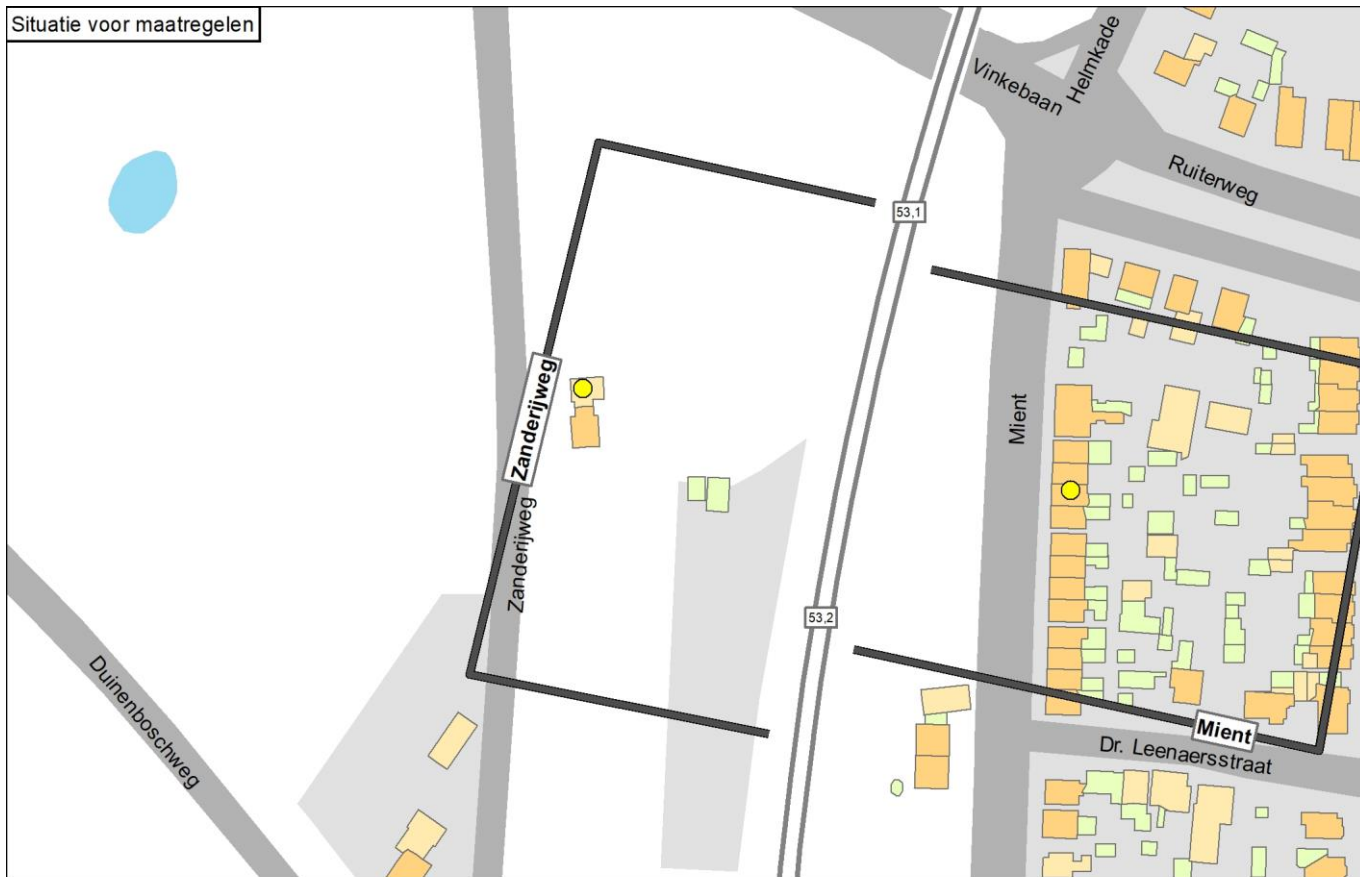 Situatie voor maatregelen
Helmkade
Vinkebaan
Ruiterweg
53,1
Zanderijweg
Mient
Zanderijweg
53,2
Duinenboschweg
Mient
Dr. Leenaersstraat